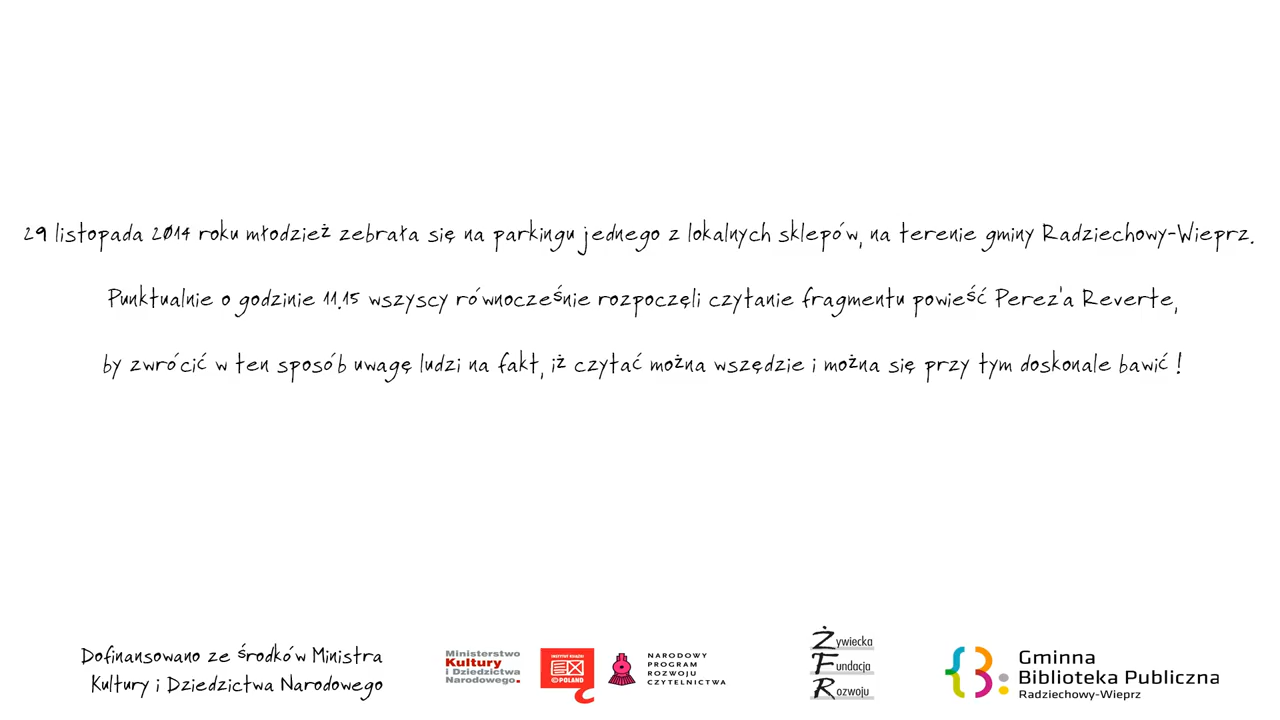 29 listopada 2014 roku młodzież zebrała się na parkingu jednego z lokalnych sklepów, na terenie gminy Radziechowy-Wieprz.
Punktualnie o godzinie 11.15 wszyscy równocześnie rozpoczęli czytanie fragmentu powieść Perez'a Reverte,
by zwrócić w ten sposób uwagę ludzi na fakt, iż czytać można wszędzie i można się przy tym doskonale bawić !
Dofinansowano ze środków Ministra
Kultury i Dziedzictwa Narodowego
Ministerstwo
Kultury
i Dziedzictwa
Narodowego.
INSTYTUT KSIĄŻKI
©POLAND
NARODOWY
PROGRAM
ROZWOJU
CZYTELNICTWA
Żywiecka
Fundacja
Rozwoju
Gminna
Biblioteka Publiczna
Radziechowy-Wieprz